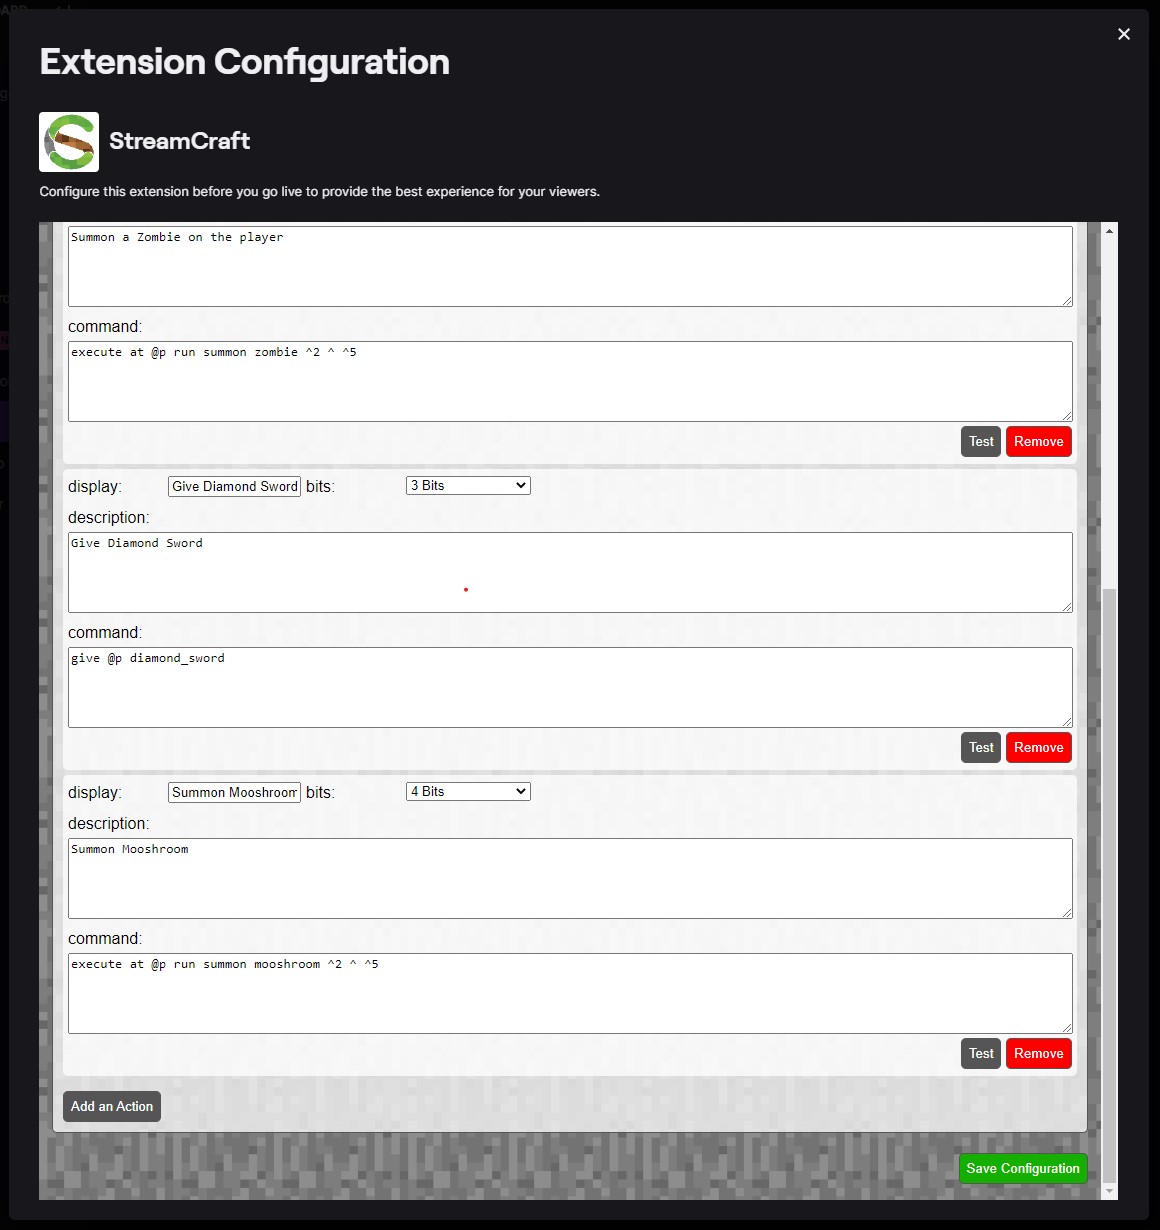 Extension Configuration
StreamCraft
Configure this extension before you go live to provide the best experience for your viewers.
Summon a Zombie on the player
command:
execute at @p run summon zombie ^2 ^ ^5
Test Remove
display: Give Diamond Sword bits: 3 Bits
description:
Give Diamond Sword
command:
give @p diamond_sword
Test Remove
display: Summon Mooshroom bits: 4 Bits
description:
Summon Mooshroom
command:
execute at @p run summon mooshroom ^2 ^ ^5
Test Remove
Add an Action
Save Configuration